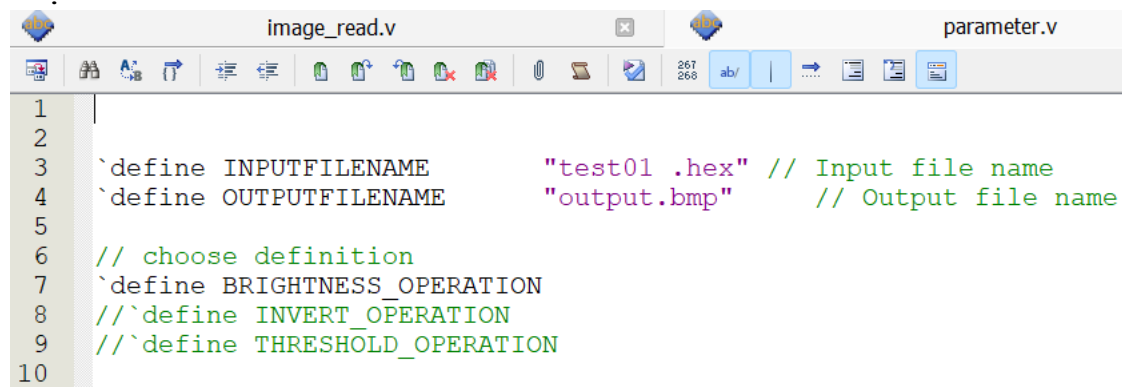 image_read.v parameter.v
267
268
ab/
1
2
3 `define INPUTFILENAME "test01 .hex" // Input file name
4 `define OUTPUTFILENAME "output.bmp" // Output file name
5
6 // choose definition
7 `define BRIGHTNESS_OPERATION
8 //`define INVERT_OPERATION
9 //`define THRESHOLD_OPERATION
10